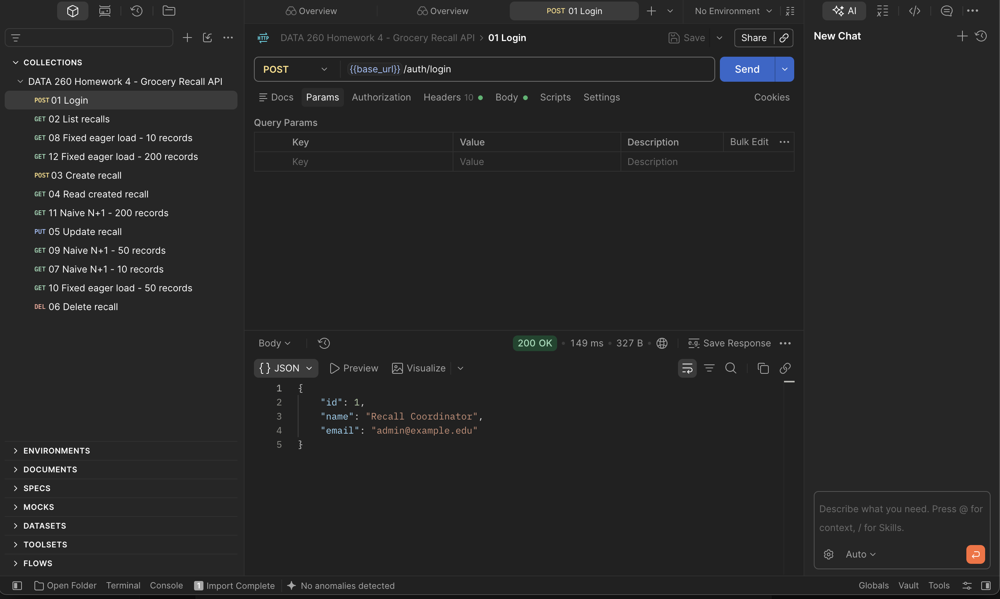 Overview
Overview
POST 01 Login
No Environment
AI
DATA 260 Homework 4 - Grocery Recall API > 01 Login
Save
Share
New Chat
COLLECTIONS
DATA 260 Homework 4 - Grocery Recall API
POST 01 Login
GET 02 List recalls
GET 08 Fixed eager load - 10 records
GET 12 Fixed eager load - 200 records
POST 03 Create recall
GET 04 Read created recall
GET 11 Naive N+1 - 200 records
PUT 05 Update recall
GET 09 Naive N+1 - 50 records
GET 07 Naive N+1 - 10 records
GET 10 Fixed eager load - 50 records
DEL 06 Delete recall
ENVIRONMENTS
DOCUMENTS
SPECS
MOCKS
DATASETS
TOOLSETS
FLOWS
HTTP
POST {{base_url}}/auth/login
Send
Docs Params Authorization Headers 10 Body Scripts Settings Cookies
Query Params
Key Value Description Bulk Edit
Key Value Description
Body
200 OK • 149 ms • 327 B
e.g. Save Response
{} JSON Preview Visualize
1 {
2 "id": 1,
3 "name": "Recall Coordinator",
4 "email": "admin@example.edu"
5 }
Describe what you need. Press @ for
context, / for Skills.
Auto
Open Folder Terminal Console 1 Import Complete No anomalies detected
Globals Vault Tools